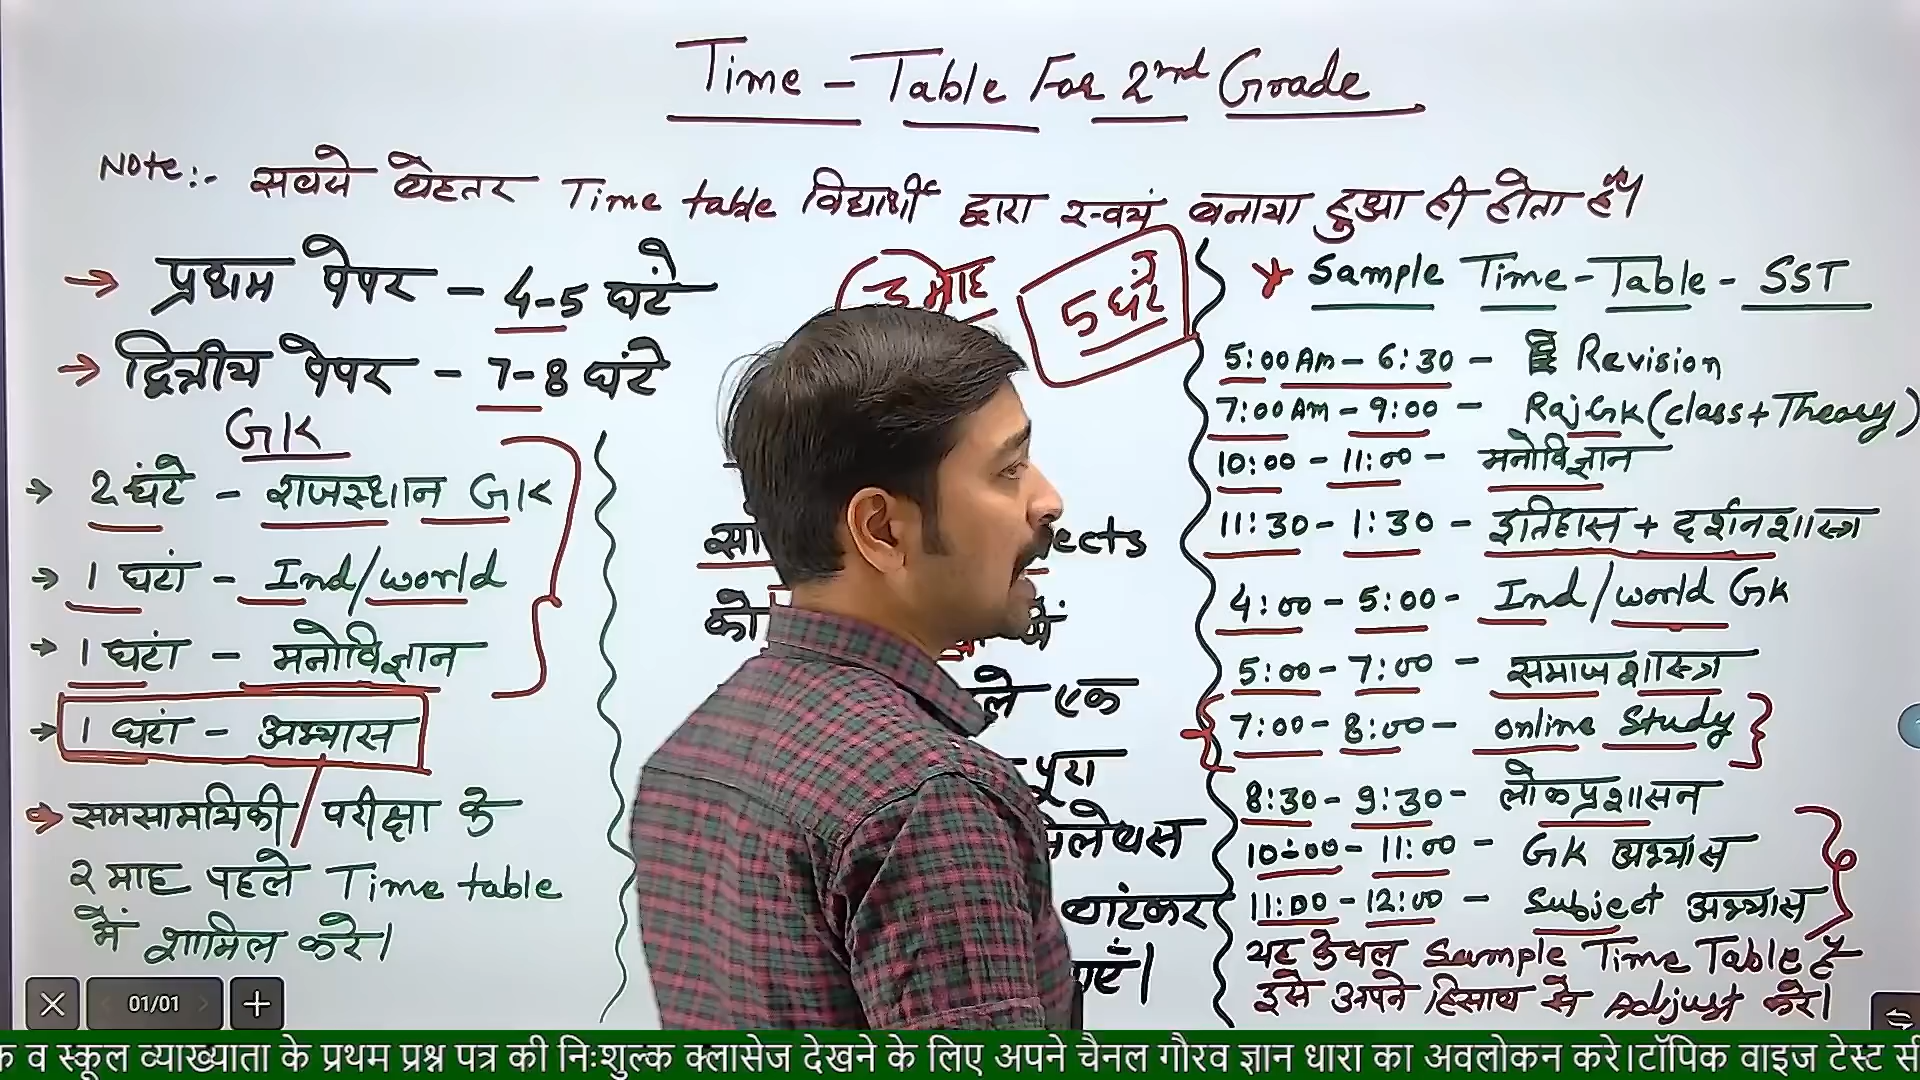 Time - Table For 2nd Grade
Note:- सबसे बेहतर Time table विद्यार्थी द्वारा स्वयं बनाया हुआ ही होता है।
→ प्रथम पेपर - 4-5 घंटे
→ द्वितीय पेपर - 7-8 घंटे
GK
→ 2 घंटे - राजस्थान GK
→ 1 घंटा - Ind/world
→ 1 घंटा - मनोविज्ञान
→ 1 घंटा - अभ्यास
→ समसामयिकी / परीक्षा के
2 माह पहले Time table
में शामिल करे।
3 माह
5 घंटे
को
एक
पूरा
बांटकर
* Sample Time-Table - SST
5:00 Am - 6:30 - Revision
7:00 Am - 9:00 - Raj GK (class + Theory)
10:00 - 11:00 - मनोविज्ञान
11:30 - 1:30 - इतिहास + दर्शनशास्त्र
4:00 - 5:00 - Ind/world GK
5:00 - 7:00 - समाजशास्त्र
{ 7:00 - 8:00 - online Study }
8:30 - 9:30 - लोकप्रशासन
10:00 - 11:00 - GK अभ्यास
11:00 - 12:00 - Subject अभ्यास
यह केवल Sample Time Table है
इसे अपने हिसाब से Adjust करे।
01/01
व स्कूल व्याख्याता के प्रथम प्रश्न पत्र की निःशुल्क क्लासेज देखने के लिए अपने चैनल गौरव ज्ञान धारा का अवलोकन करे।टॉपिक वाइज टेस्ट